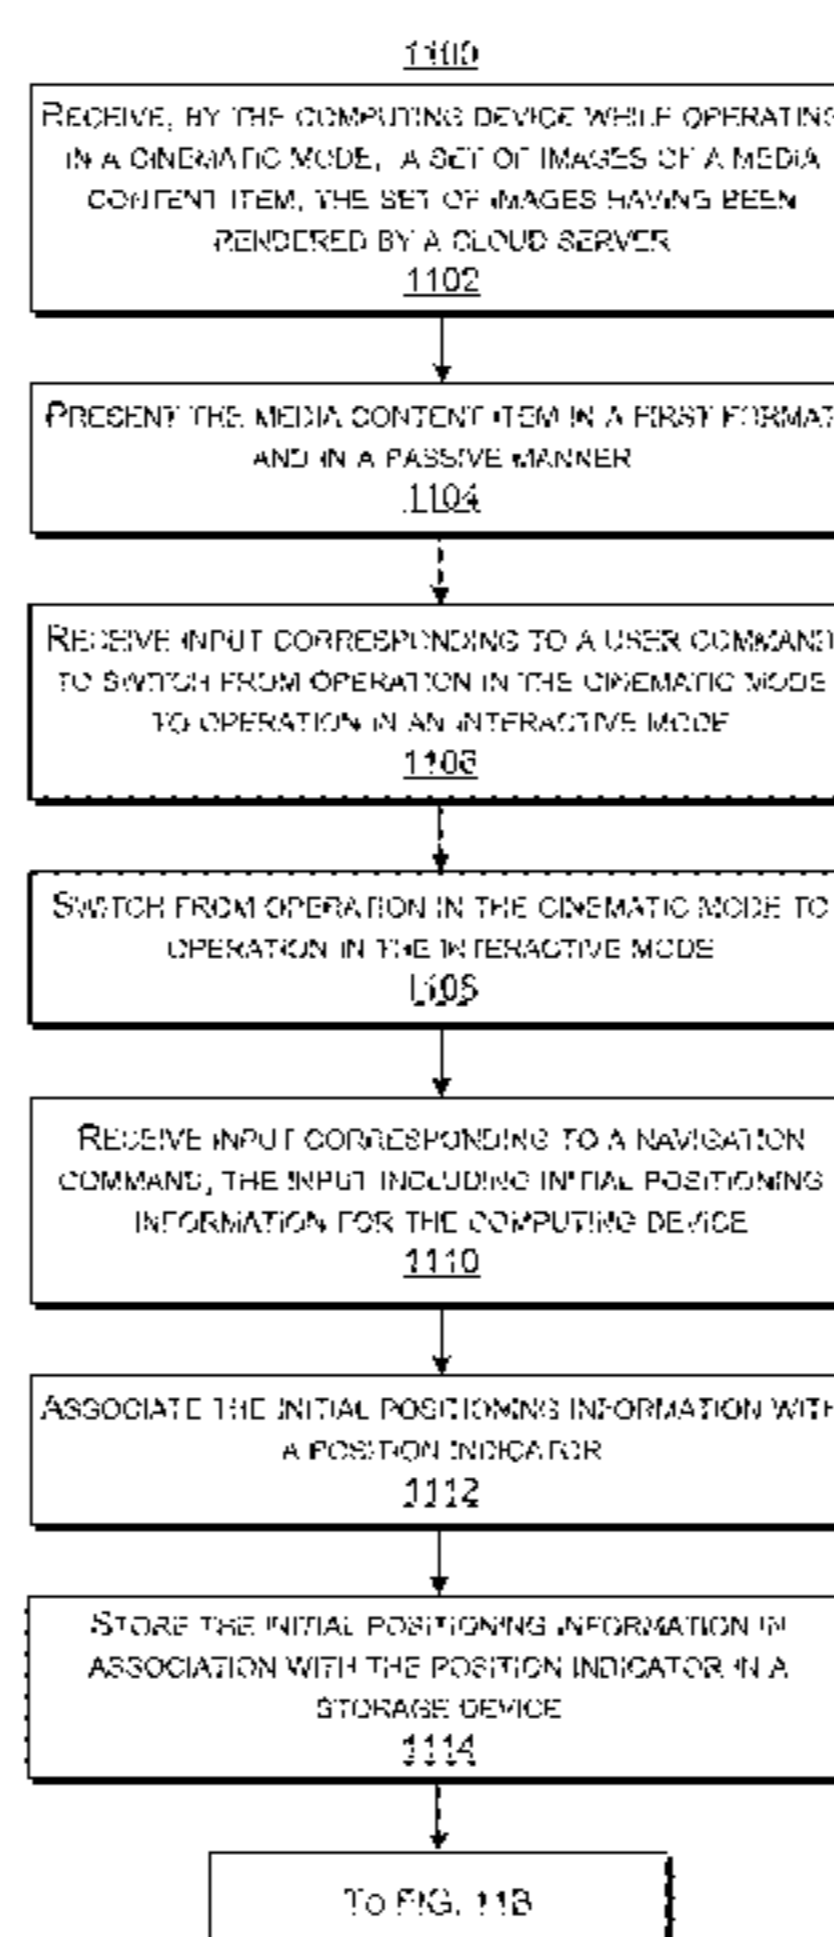 1100
RECEIVE, BY THE COMPUTING DEVICE WHILE OPERATING
IN A CINEMATIC MODE, A SET OF IMAGES OF A MEDIA
CONTENT ITEM, THE SET OF IMAGES HAVING BEEN
RENDERED BY A CLOUD SERVER
1102
PRESENT THE MEDIA CONTENT ITEM IN A FIRST FORMAT
AND IN A PASSIVE MANNER
1104
RECEIVE INPUT CORRESPONDING TO A USER COMMAND
TO SWITCH FROM OPERATION IN THE CINEMATIC MODE
TO OPERATION IN AN INTERACTIVE MODE
1106
SWITCH FROM OPERATION IN THE CINEMATIC MODE TO
OPERATION IN THE INTERACTIVE MODE
1108
RECEIVE INPUT CORRESPONDING TO A NAVIGATION
COMMAND, THE INPUT INCLUDING INITIAL POSITIONING
INFORMATION FOR THE COMPUTING DEVICE
1110
ASSOCIATE THE INITIAL POSITIONING INFORMATION WITH
A POSITION INDICATOR
1112
STORE THE INITIAL POSITIONING INFORMATION IN
ASSOCIATION WITH THE POSITION INDICATOR IN A
STORAGE DEVICE
1114
TO FIG. 11B